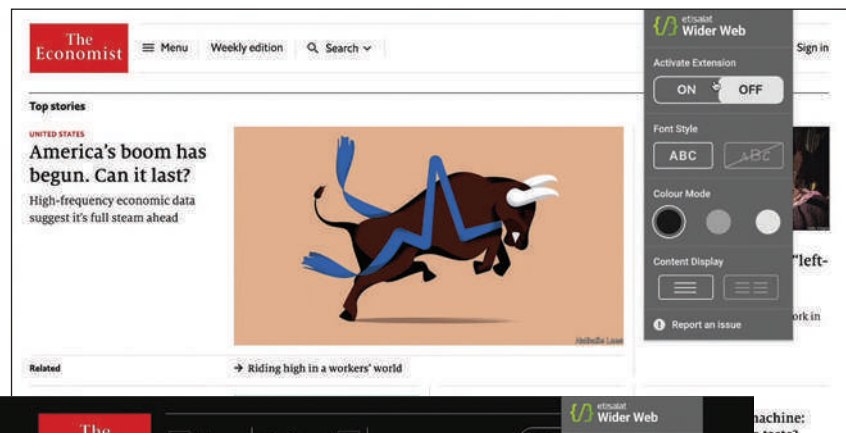 The
Economist
Menu
Weekly edition
Search
Sign in
etisalat
Wider Web
Activate Extension
ON
OFF
Font Style
ABC
ABC
Colour Mode
Content Display
Report an issue
Top stories
UNITED STATES
America's boom has
begun. Can it last?
High-frequency economic data
suggest it's full steam ahead
"left-
ork in
Related
→ Riding high in a workers' world
The
etisalat
Wider Web
nachine: